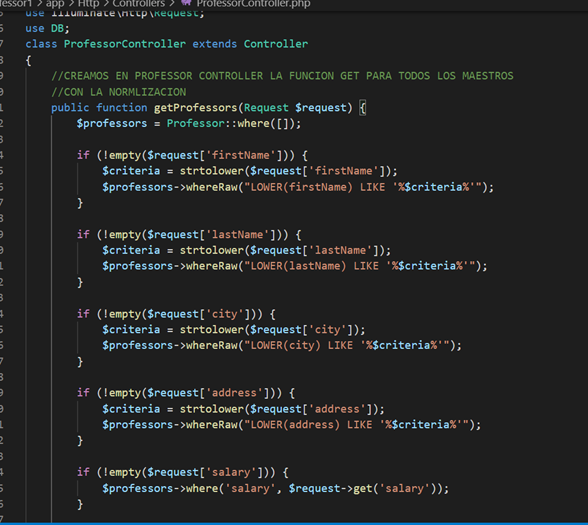 fessor1 > app > Http > Controllers > ProfessorController.php
use Illuminate\Http\Request;
use DB;
class ProfessorController extends Controller
{
//CREAMOS EN PROFESSOR CONTROLLER LA FUNCION GET PARA TODOS LOS MAESTROS
//CON LA NORMLIZACION
public function getProfessors(Request $request) {
$professors = Professor::where([]);
if (!empty($request['firstName'])) {
$criteria = strtolower($request['firstName']);
$professors->whereRaw("LOWER(firstName) LIKE '%$criteria%'");
}
if (!empty($request['lastName'])) {
$criteria = strtolower($request['lastName']);
$professors->whereRaw("LOWER(lastName) LIKE '%$criteria%'");
}
if (!empty($request['city'])) {
$criteria = strtolower($request['city']);
$professors->whereRaw("LOWER(city) LIKE '%$criteria%'");
}
if (!empty($request['address'])) {
$criteria = strtolower($request['address']);
$professors->whereRaw("LOWER(address) LIKE '%$criteria%'");
}
if (!empty($request['salary'])) {
$professors->where('salary', $request->get('salary'));
}